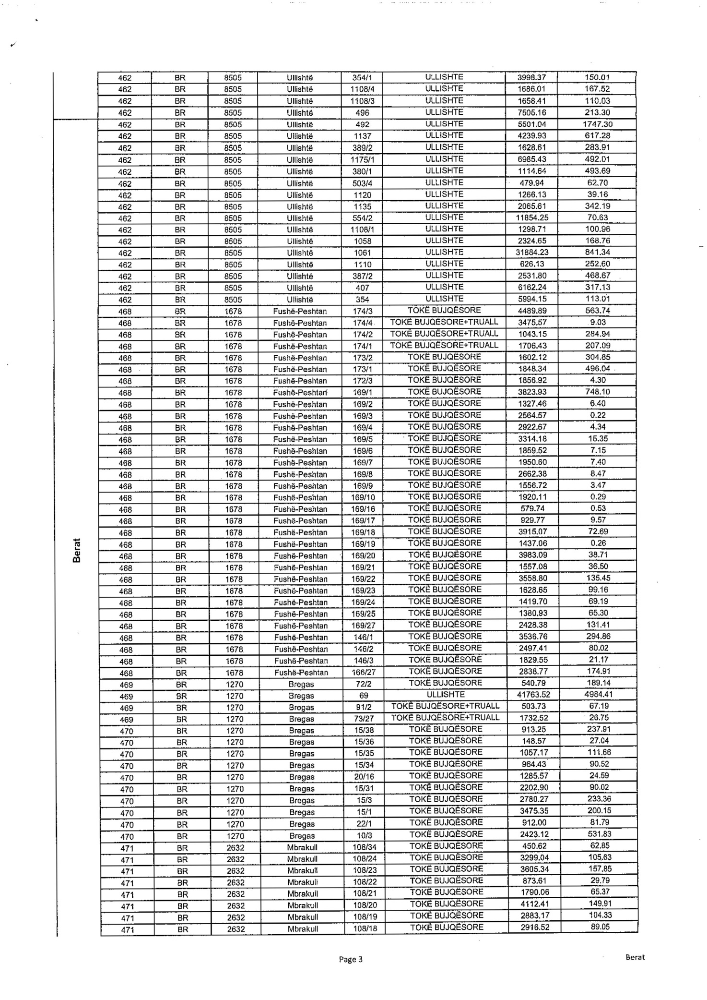 462 BR 8505 Ullishtë 354/1 ULLISHTE 3998.37 150.01
462 BR 8505 Ullishtë 1108/4 ULLISHTE 1686.01 167.52
462 BR 8505 Ullishtë 1108/3 ULLISHTE 1658.41 110.03
462 BR 8505 Ullishtë 496 ULLISHTE 7505.16 213.30
462 BR 8505 Ullishtë 492 ULLISHTE 5501.04 1747.30
462 BR 8505 Ullishtë 1137 ULLISHTE 4239.93 617.28
462 BR 8505 Ullishtë 389/2 ULLISHTE 1628.61 283.91
462 BR 8505 Ullishtë 1175/1 ULLISHTE 6985.43 492.01
462 BR 8505 Ullishtë 380/1 ULLISHTE 1114.64 493.69
462 BR 8505 Ullishtë 503/4 ULLISHTE 479.94 62.70
462 BR 8505 Ullishtë 1120 ULLISHTE 1266.13 39.16
462 BR 8505 Ullishtë 1135 ULLISHTE 2065.61 342.19
462 BR 8505 Ullishtë 554/2 ULLISHTE 11854.25 70.63
462 BR 8505 Ullishtë 1108/1 ULLISHTE 1298.71 100.96
462 BR 8505 Ullishtë 1058 ULLISHTE 2324.65 168.76
462 BR 8505 Ullishtë 1061 ULLISHTE 31884.23 841.34
462 BR 8505 Ullishtë 1110 ULLISHTE 626.13 252.60
462 BR 8505 Ullishtë 387/2 ULLISHTE 2531.80 468.67
462 BR 8505 Ullishtë 407 ULLISHTE 6162.24 317.13
462 BR 8505 Ullishtë 354 ULLISHTE 5994.15 113.01
468 BR 1678 Fushë-Peshtan 174/3 TOKË BUJQËSORE 4489.89 563.74
468 BR 1678 Fushë-Peshtan 174/4 TOKË BUJQËSORE+TRUALL 3475.57 9.03
468 BR 1678 Fushë-Peshtan 174/2 TOKË BUJQËSORE+TRUALL 1043.15 284.94
468 BR 1678 Fushë-Peshtan 174/1 TOKË BUJQËSORE+TRUALL 1706.43 207.09
468 BR 1678 Fushë-Peshtan 173/2 TOKË BUJQËSORE 1602.12 304.85
468 BR 1678 Fushë-Peshtan 173/1 TOKË BUJQËSORE 1848.34 496.04
468 BR 1678 Fushë-Peshtan 172/3 TOKË BUJQËSORE 1856.92 4.30
468 BR 1678 Fushë-Peshtan 169/1 TOKË BUJQËSORE 3823.93 748.10
468 BR 1678 Fushë-Peshtan 169/2 TOKË BUJQËSORE 1327.46 6.40
468 BR 1678 Fushë-Peshtan 169/3 TOKË BUJQËSORE 2564.57 0.22
468 BR 1678 Fushë-Peshtan 169/4 TOKË BUJQËSORE 2922.67 4.34
468 BR 1678 Fushë-Peshtan 169/5 TOKË BUJQËSORE 3314.18 15.35
468 BR 1678 Fushë-Peshtan 169/6 TOKË BUJQËSORE 1859.52 7.15
468 BR 1678 Fushë-Peshtan 169/7 TOKË BUJQËSORE 1950.60 7.40
468 BR 1678 Fushë-Peshtan 169/8 TOKË BUJQËSORE 2662.38 8.47
468 BR 1678 Fushë-Peshtan 169/9 TOKË BUJQËSORE 1556.72 3.47
468 BR 1678 Fushë-Peshtan 169/10 TOKË BUJQËSORE 1920.11 0.29
468 BR 1678 Fushë-Peshtan 169/16 TOKË BUJQËSORE 579.74 0.53
468 BR 1678 Fushë-Peshtan 169/17 TOKË BUJQËSORE 929.77 9.57
468 BR 1678 Fushë-Peshtan 169/18 TOKË BUJQËSORE 3915.07 72.69
468 BR 1678 Fushë-Peshtan 169/19 TOKË BUJQËSORE 1437.06 0.26
468 BR 1678 Fushë-Peshtan 169/20 TOKË BUJQËSORE 3983.09 38.71
468 BR 1678 Fushë-Peshtan 169/21 TOKË BUJQËSORE 1557.08 36.50
468 BR 1678 Fushë-Peshtan 169/22 TOKË BUJQËSORE 3558.80 135.45
468 BR 1678 Fushë-Peshtan 169/23 TOKË BUJQËSORE 1628.65 99.16
468 BR 1678 Fushë-Peshtan 169/24 TOKË BUJQËSORE 1419.70 69.19
468 BR 1678 Fushë-Peshtan 169/25 TOKË BUJQËSORE 1380.93 65.30
468 BR 1678 Fushë-Peshtan 169/27 TOKË BUJQËSORE 2428.38 131.41
468 BR 1678 Fushë-Peshtan 146/1 TOKË BUJQËSORE 3536.76 294.86
468 BR 1678 Fushë-Peshtan 146/2 TOKË BUJQËSORE 2497.41 80.02
468 BR 1678 Fushë-Peshtan 146/3 TOKË BUJQËSORE 1829.55 21.17
468 BR 1678 Fushë-Peshtan 166/27 TOKË BUJQËSORE 2838.77 174.91
469 BR 1270 Bregas 72/2 TOKË BUJQËSORE 540.79 189.14
469 BR 1270 Bregas 69 ULLISHTE 41763.52 4984.41
469 BR 1270 Bregas 91/2 TOKË BUJQËSORE+TRUALL 503.73 67.19
469 BR 1270 Bregas 73/27 TOKË BUJQËSORE+TRUALL 1732.52 26.75
470 BR 1270 Bregas 15/38 TOKË BUJQËSORE 913.25 237.91
470 BR 1270 Bregas 15/36 TOKË BUJQËSORE 148.57 27.04
470 BR 1270 Bregas 15/35 TOKË BUJQËSORE 1057.17 111.66
470 BR 1270 Bregas 15/34 TOKË BUJQËSORE 964.43 90.52
470 BR 1270 Bregas 20/16 TOKË BUJQËSORE 1285.57 24.59
470 BR 1270 Bregas 15/31 TOKË BUJQËSORE 2202.90 90.02
470 BR 1270 Bregas 15/3 TOKË BUJQËSORE 2780.27 233.36
470 BR 1270 Bregas 15/1 TOKË BUJQËSORE 3475.35 200.15
470 BR 1270 Bregas 22/1 TOKË BUJQËSORE 912.00 81.79
470 BR 1270 Bregas 10/3 TOKË BUJQËSORE 2423.12 531.83
471 BR 2632 Mbrakull 108/34 TOKË BUJQËSORE 450.62 62.85
471 BR 2632 Mbrakull 108/24 TOKË BUJQËSORE 3299.04 105.63
471 BR 2632 Mbrakull 108/23 TOKË BUJQËSORE 3605.34 157.85
471 BR 2632 Mbrakull 108/22 TOKË BUJQËSORE 873.61 29.79
471 BR 2632 Mbrakull 108/21 TOKË BUJQËSORE 1790.06 65.37
471 BR 2632 Mbrakull 108/20 TOKË BUJQËSORE 4112.41 149.91
471 BR 2632 Mbrakull 108/19 TOKË BUJQËSORE 2883.17 104.33
471 BR 2632 Mbrakull 108/18 TOKË BUJQËSORE 2916.52 89.05
Berat
Page 3
Berat